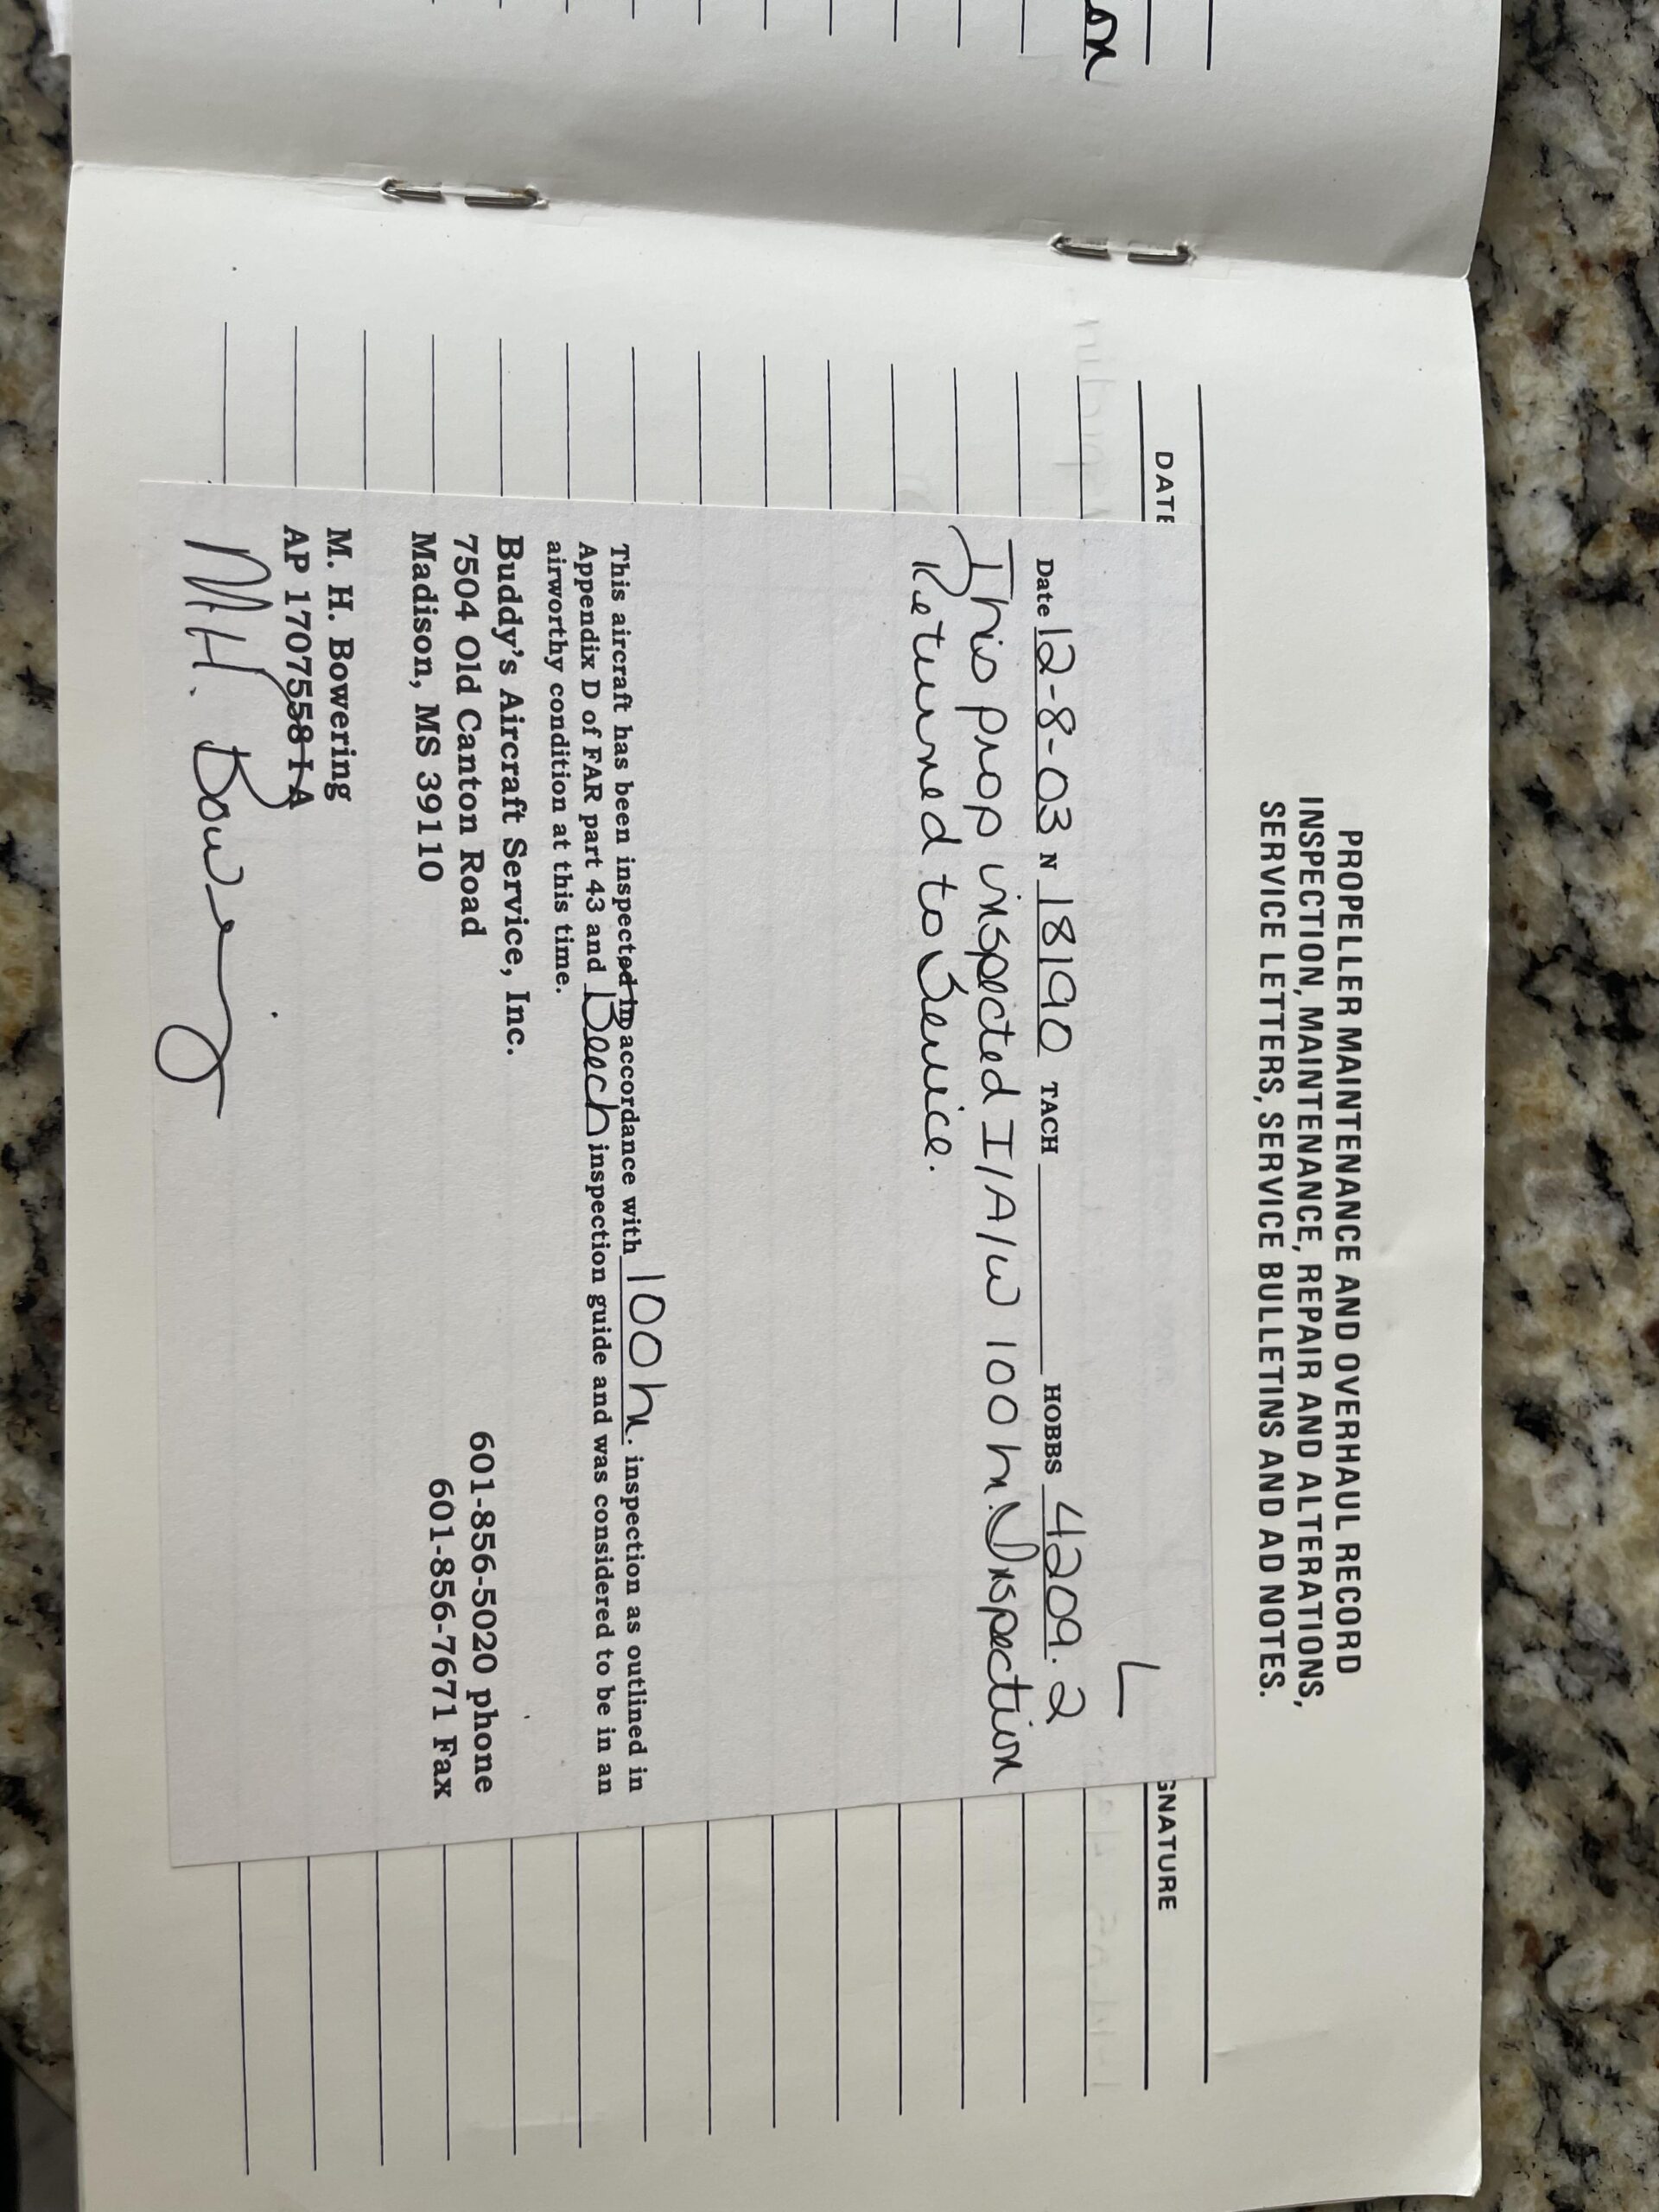 on
PROPELLER MAINTENANCE AND OVERHAUL RECORD
INSPECTION, MAINTENANCE, REPAIR AND ALTERATIONS,
SERVICE LETTERS, SERVICE BULLETINS AND AD NOTES.
DATE GNATURE
L
Date 12-8-03 N 18190 TACH HOBBS 4209.2
This prop inspected I/A/W 100 hr. Inspection
Returned to Service.
This aircraft has been inspected in accordance with 100 hr. inspection as outlined in
Appendix D of FAR part 43 and Beech inspection guide and was considered to be in an
airworthy condition at this time.
Buddy's Aircraft Service, Inc.
7504 Old Canton Road 601-856-5020 phone
Madison, MS 39110 601-856-7671 Fax
M. H. Bowering
AP 1707558 I A
M.H. Bowering